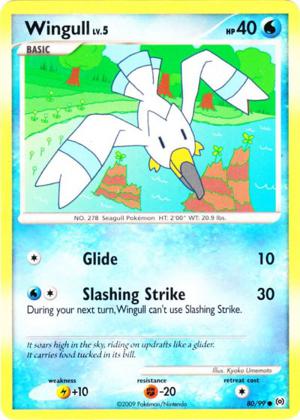 Wingull LV.5 HP 40
BASIC
NO. 278 Seagull Pokémon HT: 2'00" WT: 20.9 lbs.
Glide 10
Slashing Strike 30
During your next turn, Wingull can't use Slashing Strike.
Illus. Kyoko Umemoto
It soars high in the sky, riding on updrafts like a glider.
It carries food tucked in its bill.
weakness resistance retreat cost
+10 -20
©2009 Pokémon/Nintendo 80/99